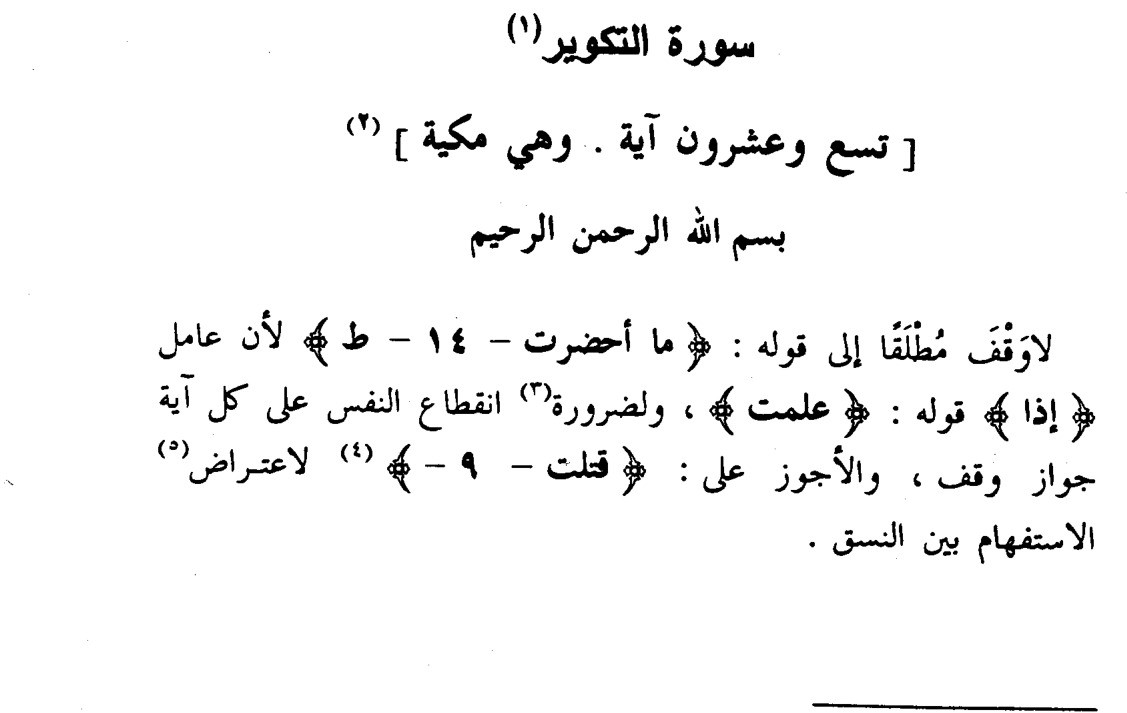 سورة التكوير(١)
[ تسع وعشرون آية . وهي مكية ] (٢)
بسم الله الرحمن الرحيم
لاوَقْفَ مُطْلَقًا إلى قوله : ﴿ ما أحضرت – ١٤ – ط ﴾ لأن عامل
﴿ إذا ﴾ قوله : ﴿ علمت ﴾ ، ولضرورة(٣) انقطاع النفس على كل آية
جواز وقف ، والأجوز على : ﴿ قتلت – ٩ – ﴾ (٤) لاعتراض(٥)
الاستفهام بين النسق .